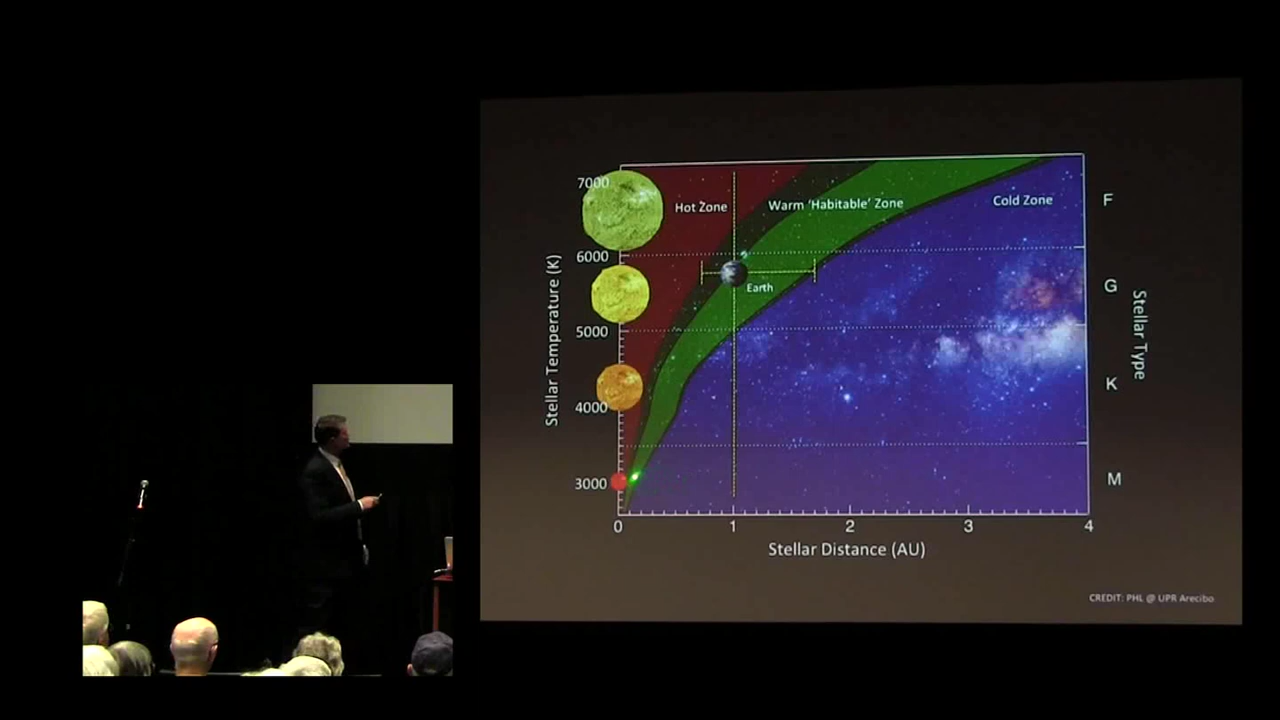 7000
Hot Zone
Warm 'Habitable' Zone
Cold Zone
F
6000
Earth
G
5000
K
4000
M
3000
Stellar Temperature (K)
Stellar Type
0
1
2
3
4
Stellar Distance (AU)
CREDIT: PHL @ UPR Arecibo